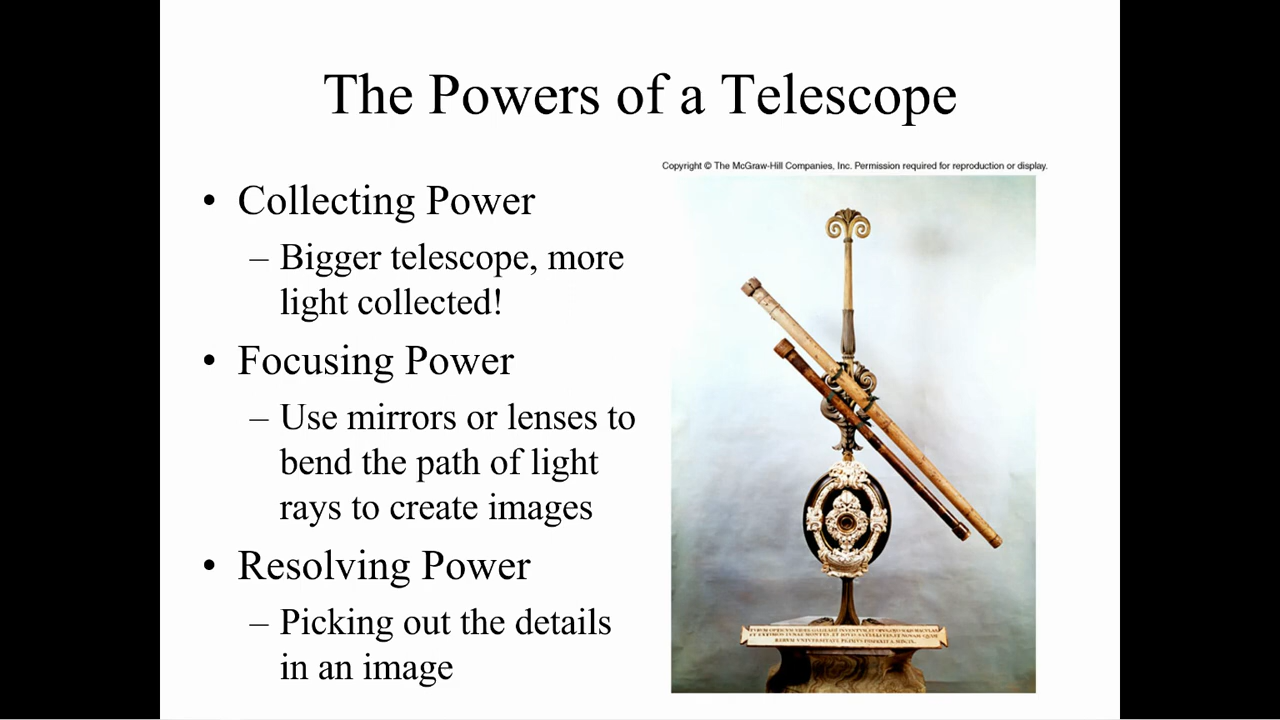 The Powers of a Telescope
Copyright © The McGraw-Hill Companies, Inc. Permission required for reproduction or display.
• Collecting Power
– Bigger telescope, more
light collected!
• Focusing Power
– Use mirrors or lenses to
bend the path of light
rays to create images
• Resolving Power
– Picking out the details
in an image